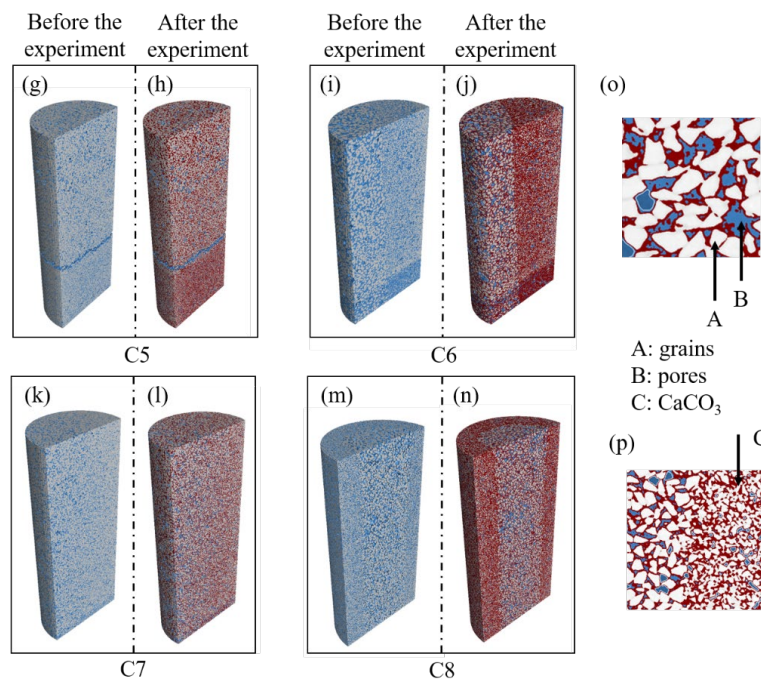 Before the experiment
After the experiment
Before the experiment
After the experiment
(g)
(h)
(i)
(j)
(o)
C5
C6
A
B
A: grains
B: pores
C: CaCO₃
(k)
(l)
(m)
(n)
(p)
C
C7
C8